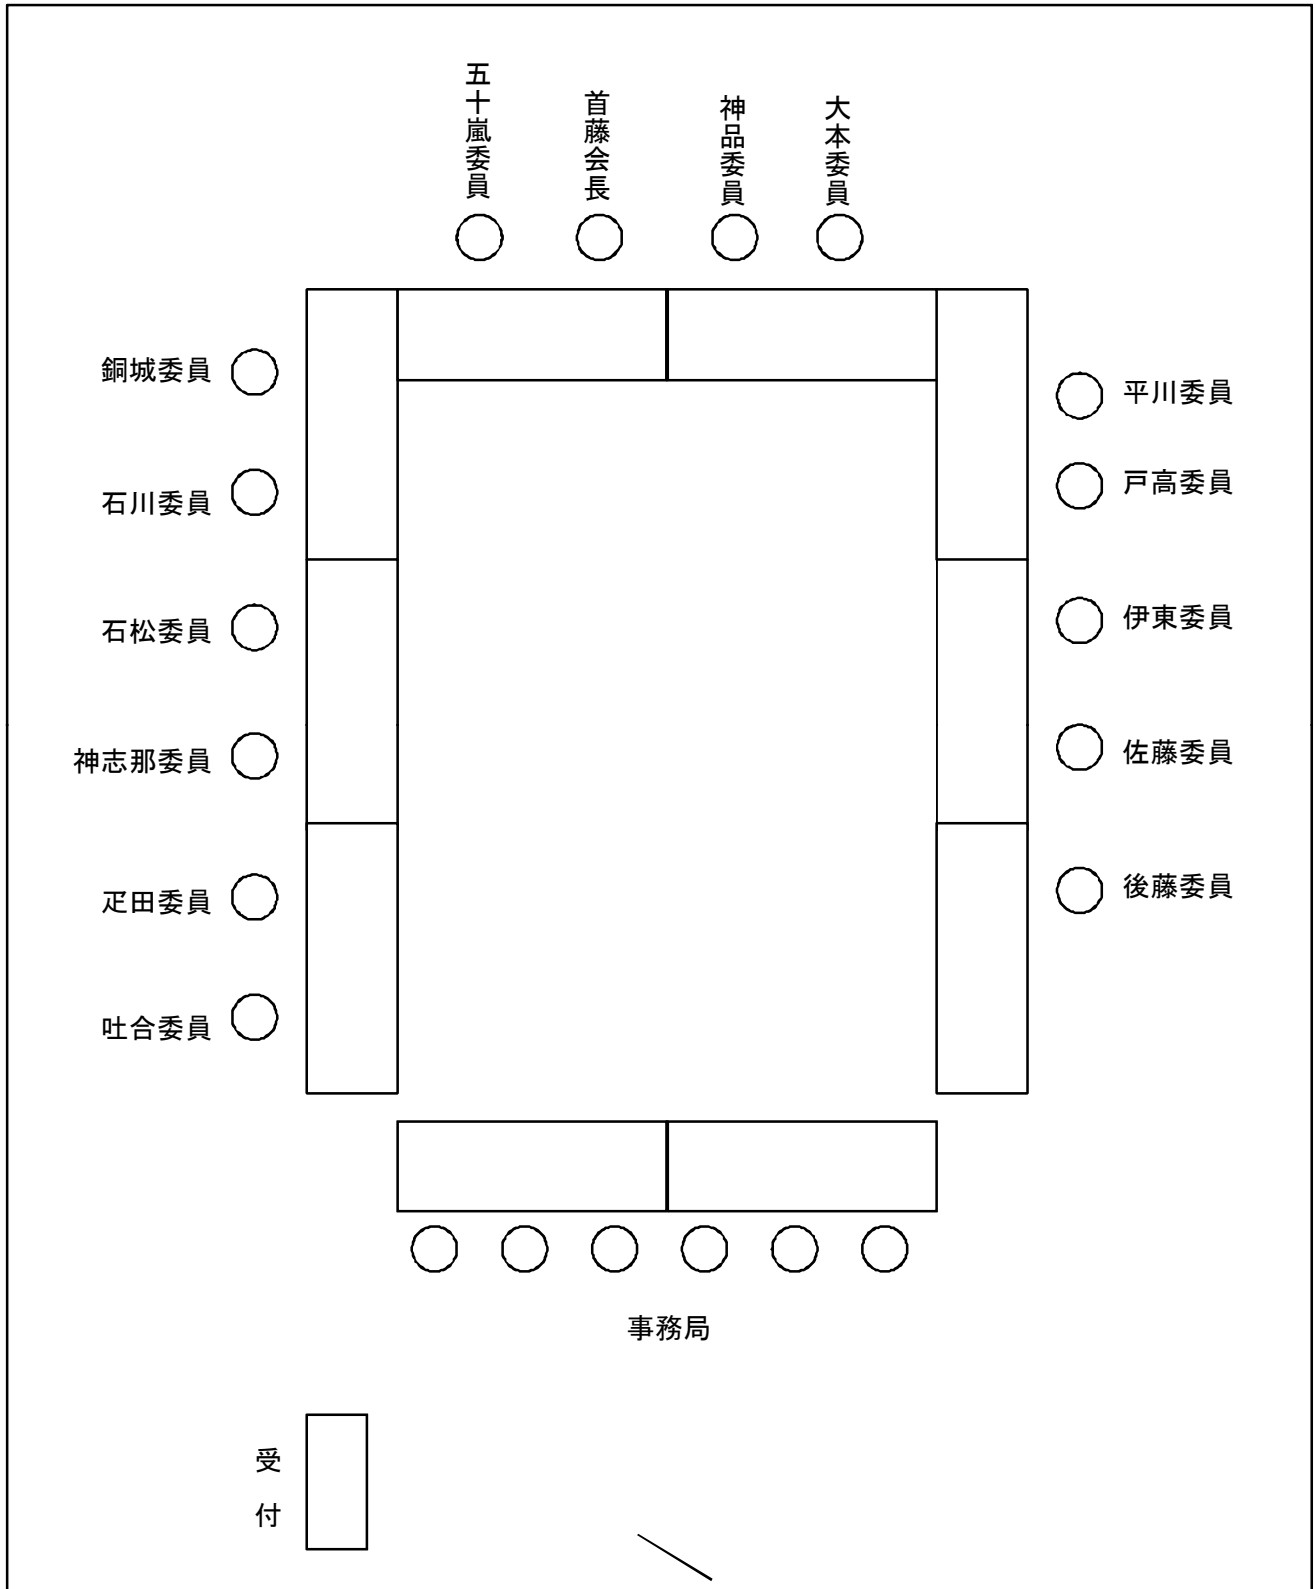 五十嵐委員
首藤会長
神品委員
大本委員
銅城委員
石川委員
石松委員
神志那委員
疋田委員
吐合委員
平川委員
戸高委員
伊東委員
佐藤委員
後藤委員
事務局
受付